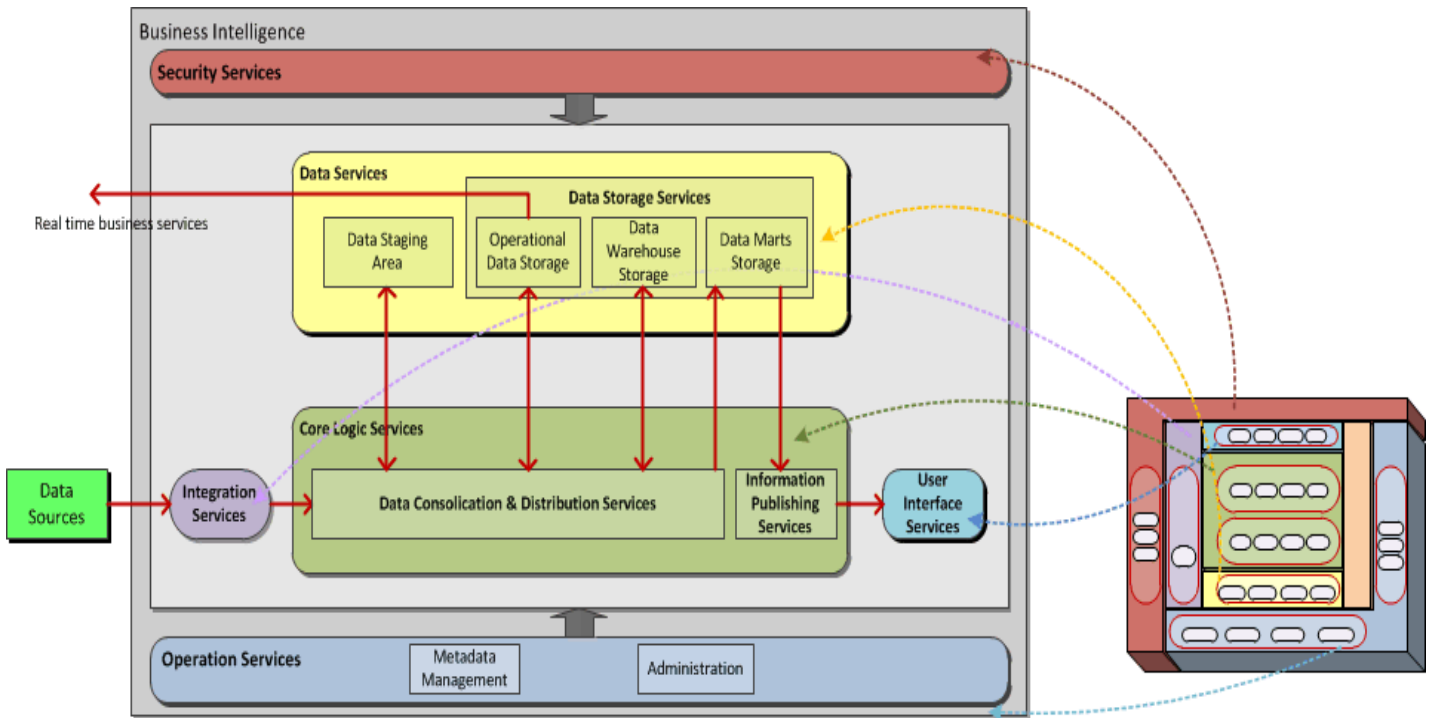 Business Intelligence
Security Services
Data Services
Data Storage Services
Real time business services
Data Staging
Area
Operational
Data Storage
Data
Warehouse
Storage
Data Marts
Storage
Core Logic Services
Data
Sources
Integration
Services
Data Consolication & Distribution Services
Information
Publishing
Services
User
Interface
Services
Operation Services
Metadata
Management
Administration